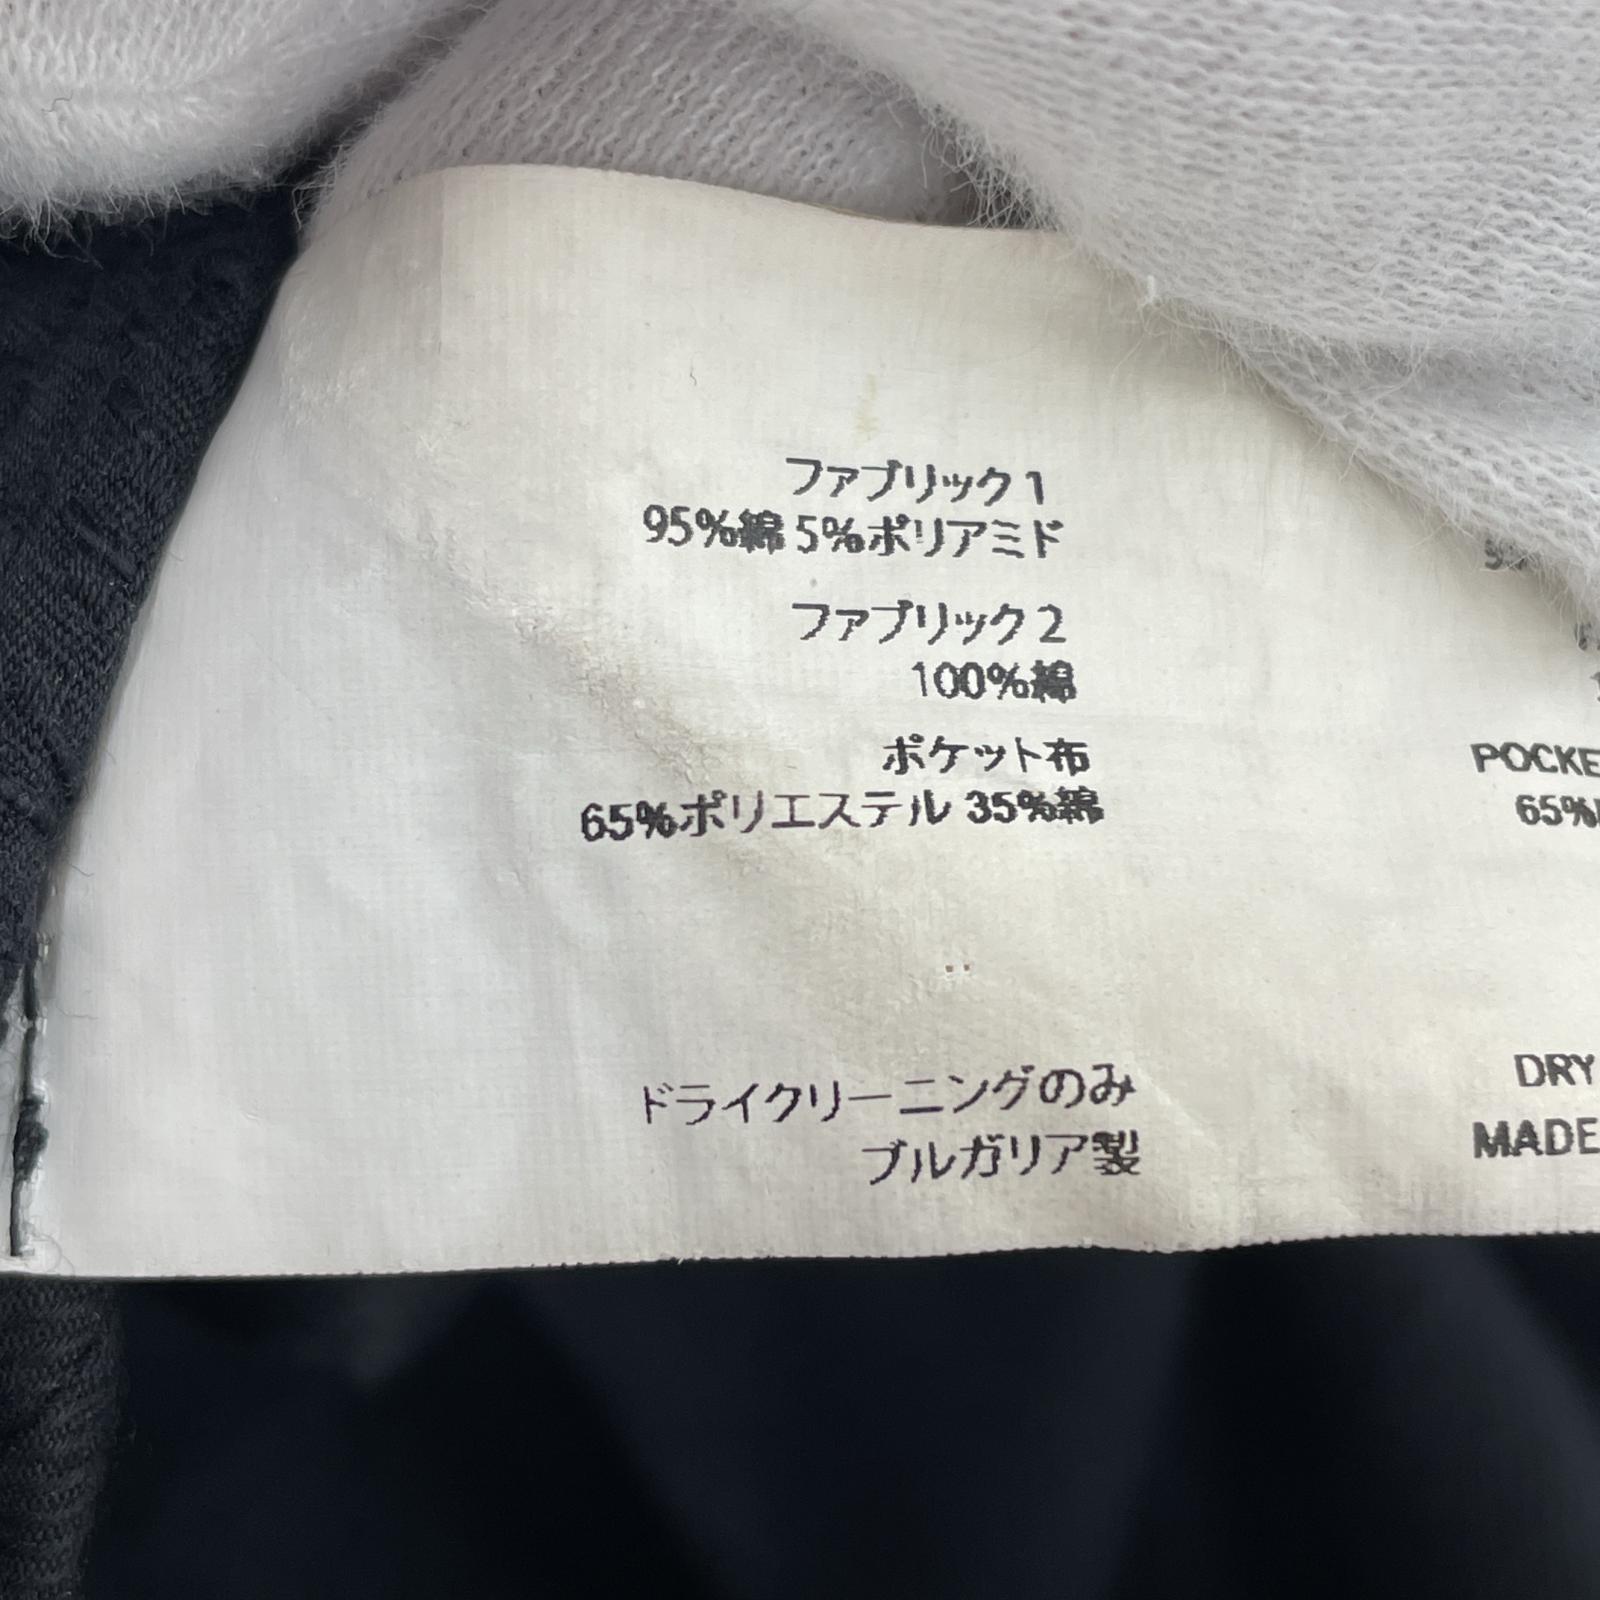 ファブリック1
95%綿 5%ポリアミド
ファブリック2
100%綿
ポケット布
65%ポリエステル 35%綿
ドライクリーニングのみ
ブルガリア製
POCKE
65%
DRY
MADE